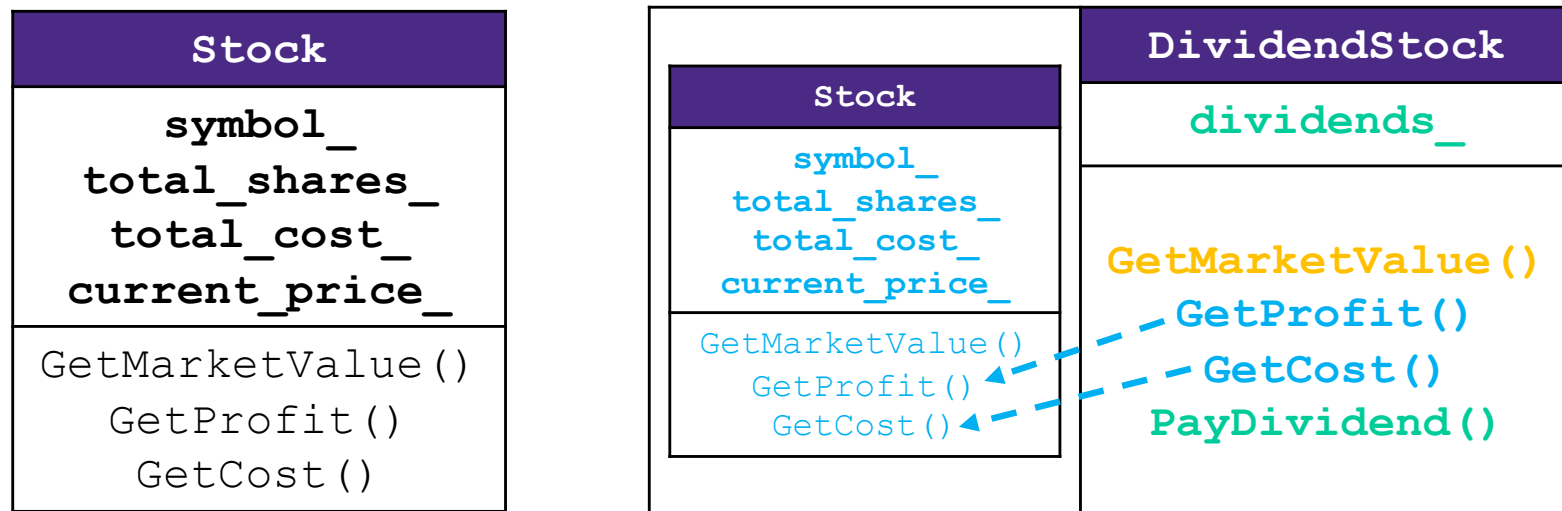 Stock
symbol_
total_shares_
total_cost_
current_price_
GetMarketValue()
GetProfit()
GetCost()
Stock
symbol_
total_shares_
total_cost_
current_price_
GetMarketValue()
GetProfit()
GetCost()
DividendStock
dividends_
GetMarketValue()
GetProfit()
GetCost()
PayDividend()